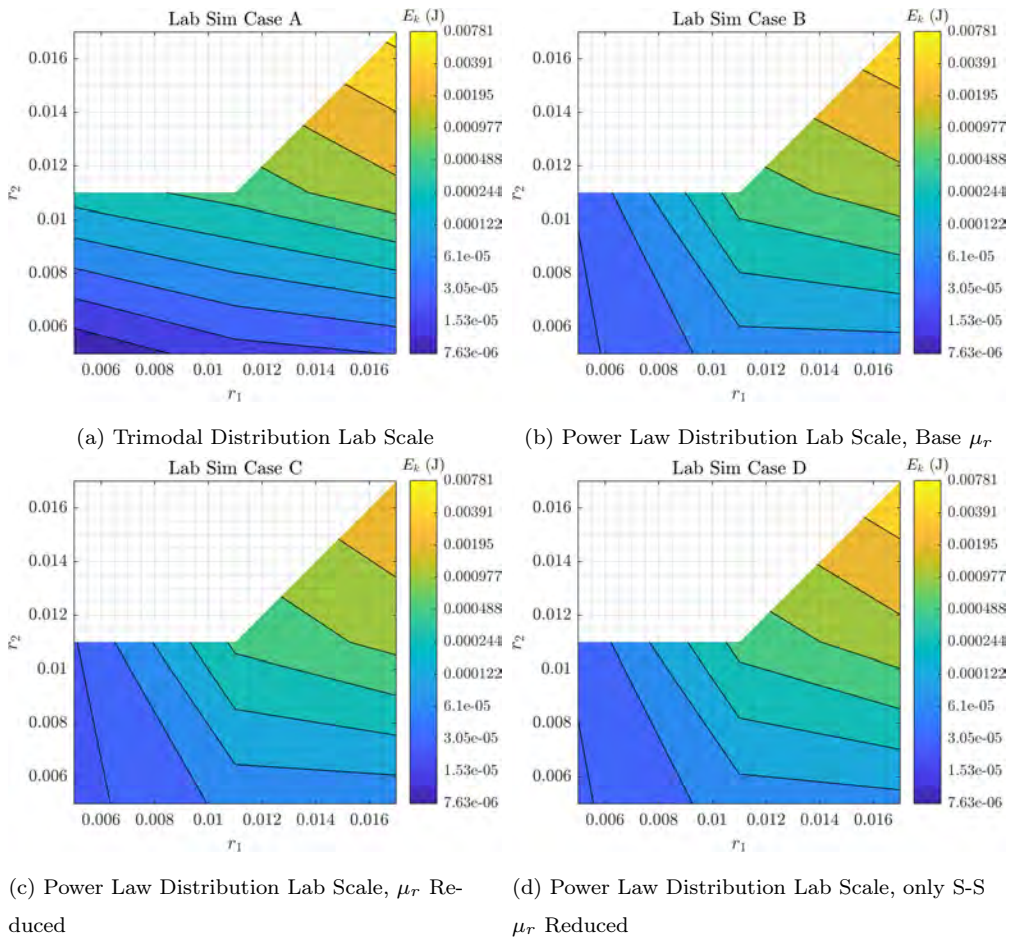 Lab Sim Case A
E_k (J)
0.016
0.014
0.012
0.01
0.008
0.006
r_2
0.006 0.008 0.01 0.012 0.014 0.016
r_1
0.00781
0.00391
0.00195
0.000977
0.000488
0.000244
0.000122
6.1e-05
3.05e-05
1.53e-05
7.63e-06
(a) Trimodal Distribution Lab Scale
Lab Sim Case B
E_k (J)
0.016
0.014
0.012
0.01
0.008
0.006
r_2
0.006 0.008 0.01 0.012 0.014 0.016
r_1
0.00781
0.00391
0.00195
0.000977
0.000488
0.000244
0.000122
6.1e-05
3.05e-05
1.53e-05
7.63e-06
(b) Power Law Distribution Lab Scale, Base μ_r
Lab Sim Case C
E_k (J)
0.016
0.014
0.012
0.01
0.008
0.006
r_2
0.006 0.008 0.01 0.012 0.014 0.016
r_1
0.00781
0.00391
0.00195
0.000977
0.000488
0.000244
0.000122
6.1e-05
3.05e-05
1.53e-05
7.63e-06
(c) Power Law Distribution Lab Scale, μ_r Re-
duced
Lab Sim Case D
E_k (J)
0.016
0.014
0.012
0.01
0.008
0.006
r_2
0.006 0.008 0.01 0.012 0.014 0.016
r_1
0.00781
0.00391
0.00195
0.000977
0.000488
0.000244
0.000122
6.1e-05
3.05e-05
1.53e-05
7.63e-06
(d) Power Law Distribution Lab Scale, only S-S
μ_r Reduced